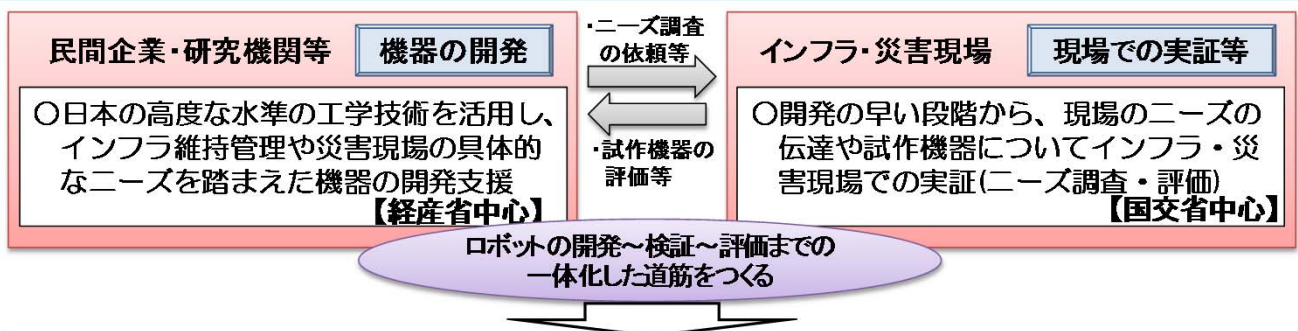 民間企業・研究機関等
機器の開発
〇日本の高度な水準の工学技術を活用し、
インフラ維持管理や災害現場の具体的
なニーズを踏まえた機器の開発支援
【経産省中心】
・ニーズ調査
の依頼等
・試作機器の
評価等
インフラ・災害現場
現場での実証等
〇開発の早い段階から、現場のニーズの
伝達や試作機器についてインフラ・災
害現場での実証(ニーズ調査・評価)
【国交省中心】
ロボットの開発～検証～評価までの
一体化した道筋をつくる